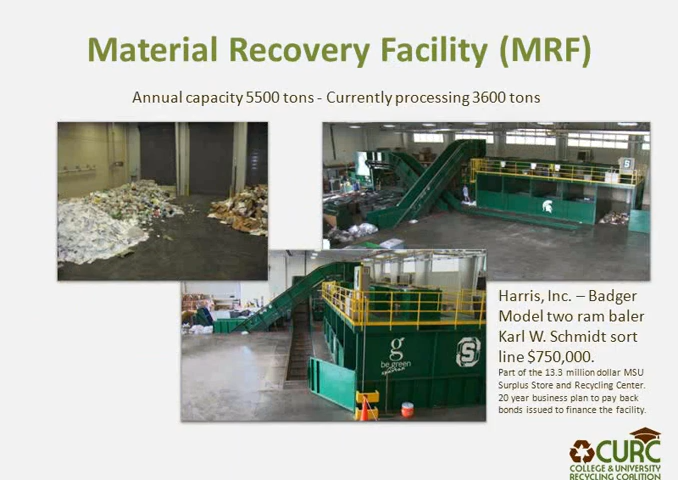 Material Recovery Facility (MRF)
Annual capacity 5500 tons - Currently processing 3600 tons
S
g
be green
spartan
Harris, Inc. – Badger
Model two ram baler
Karl W. Schmidt sort
line $750,000.
Part of the 13.3 million dollar MSU
Surplus Store and Recycling Center.
20 year business plan to pay back
bonds issued to finance the facility.
CURC
COLLEGE & UNIVERSITY
RECYCLING COALITION